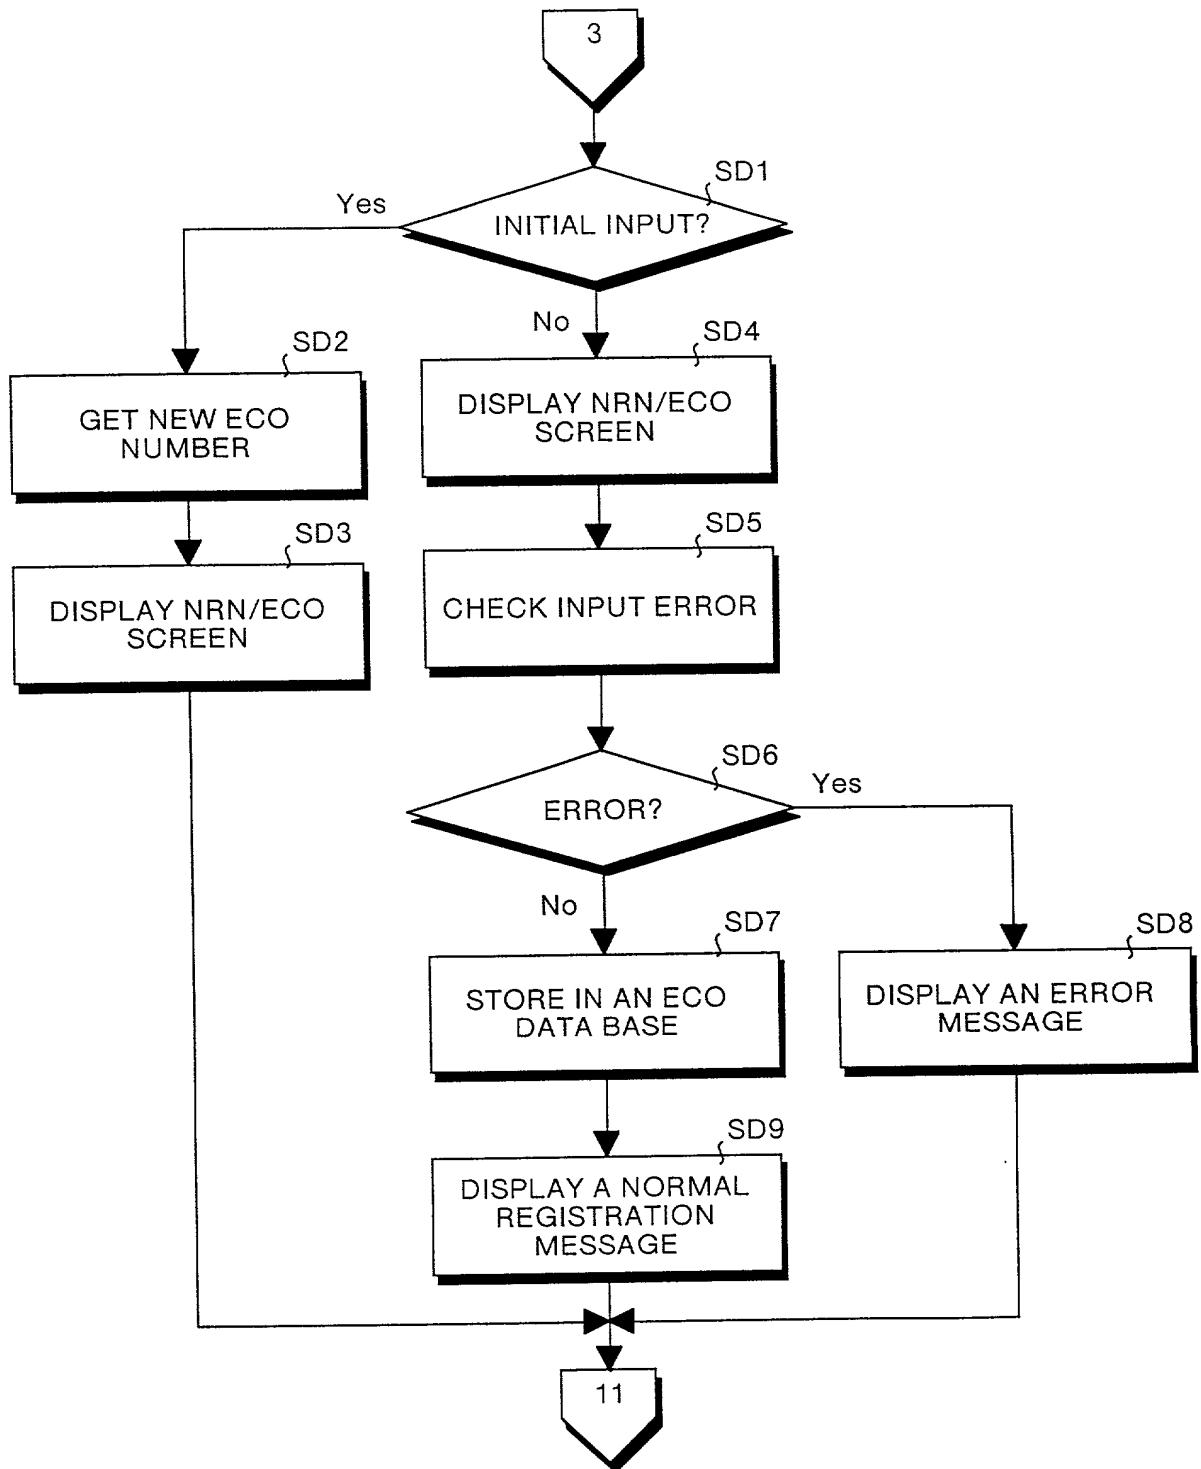 3
SD1
Yes
INITIAL INPUT?
No
SD2
GET NEW ECO
NUMBER
SD4
DISPLAY NRN/ECO
SCREEN
SD3
DISPLAY NRN/ECO
SCREEN
SD5
CHECK INPUT ERROR
SD6
Yes
ERROR?
No
SD7
STORE IN AN ECO
DATA BASE
SD8
DISPLAY AN ERROR
MESSAGE
SD9
DISPLAY A NORMAL
REGISTRATION
MESSAGE
11